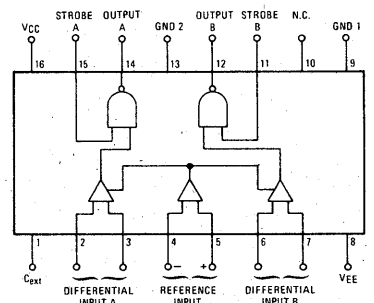 STROBE OUTPUT OUTPUT STROBE
VCC A A GND 2 B B N.C. GND 1
16 15 14 13 12 11 10 9
1 2 3 4 5 6 7 8
Cext − + VEE
DIFFERENTIAL REFERENCE DIFFERENTIAL
INPUT A INPUT INPUT B